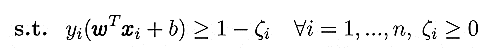 s.t. yᵢ(𝒘ᵀ𝒙ᵢ + b) ≥ 1 − ζᵢ ∀i = 1, ..., n, ζᵢ ≥ 0